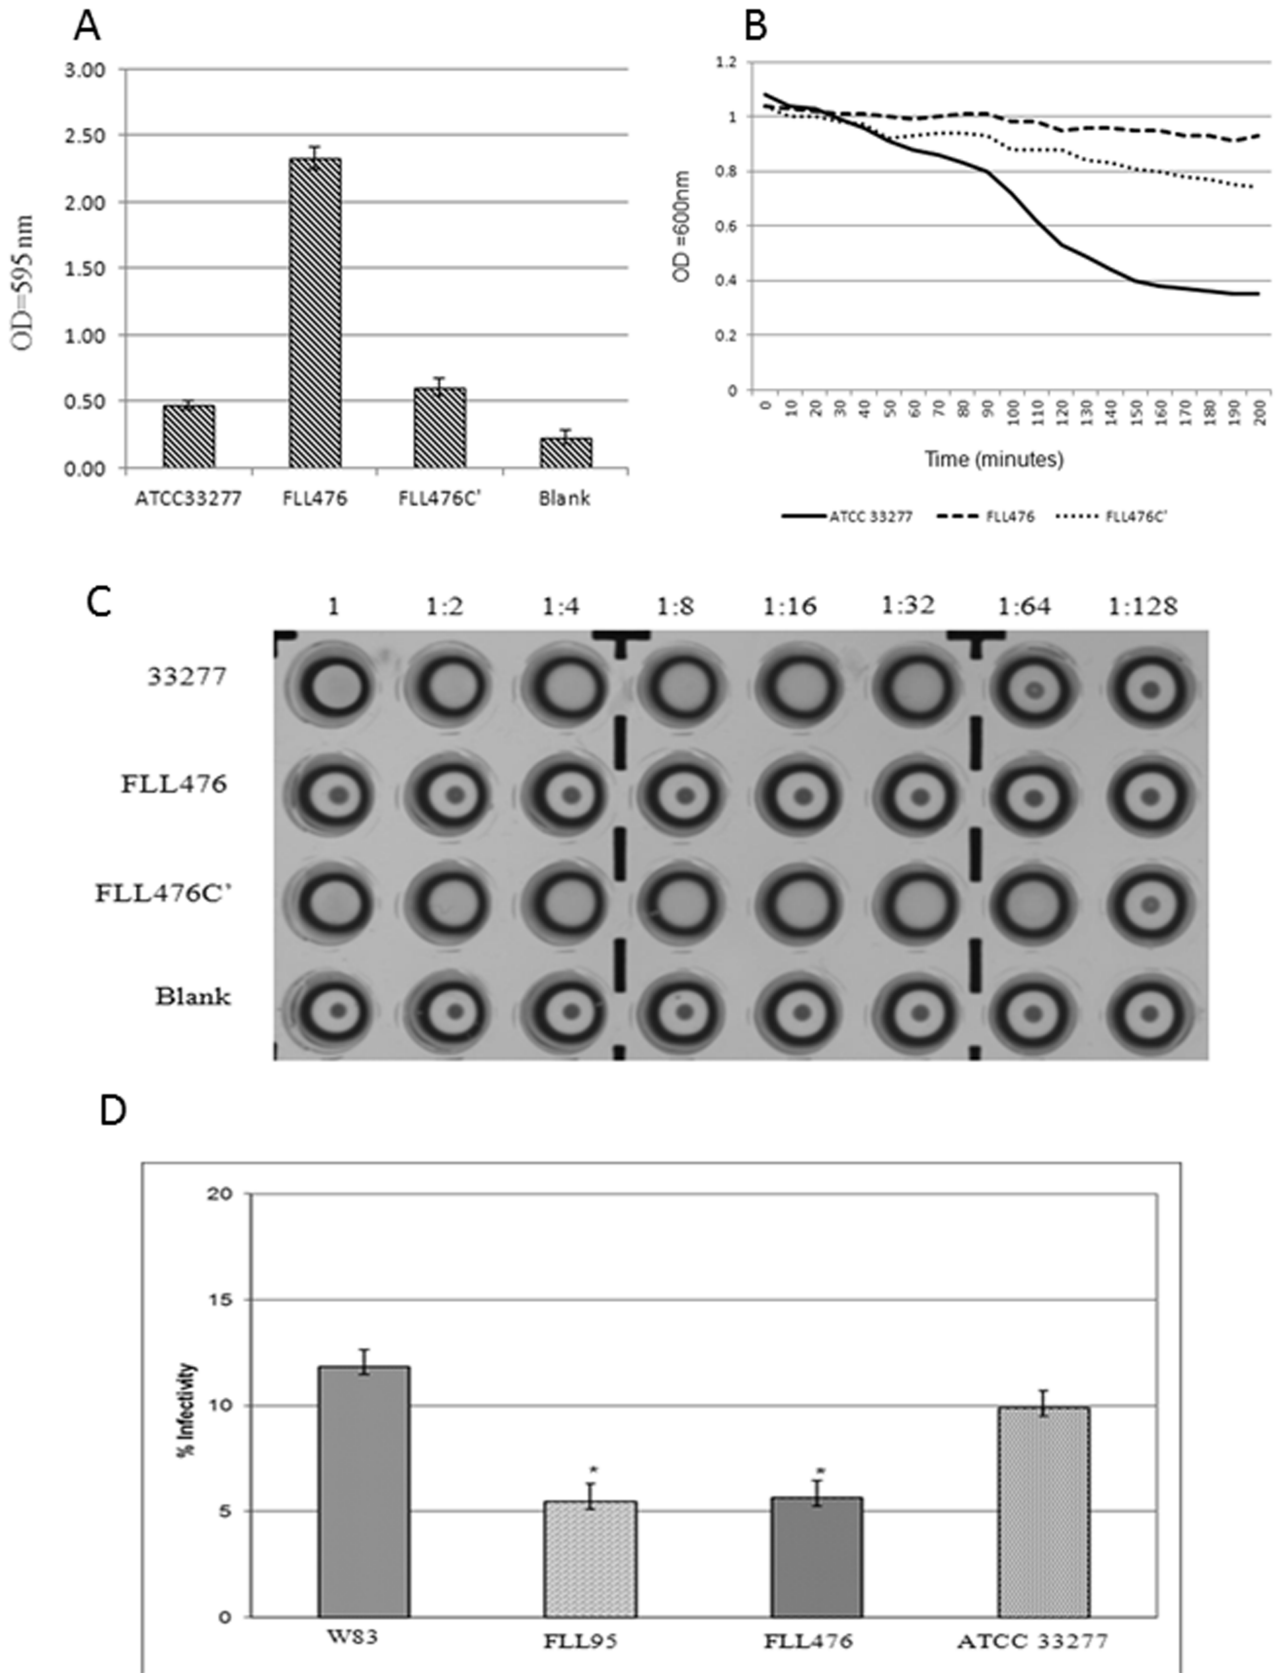 A
3.00
2.50
2.00
1.50
1.00
0.50
0.00
OD=595 nm
ATCC33277 FLL476 FLL476C' Blank
B
1.2
1
0.8
0.6
0.4
0.2
0
OD =600nm
0 10 20 30 40 50 60 70 80 90 100 110 120 130 140 150 160 170 180 190 200
Time (minutes)
ATCC 33277 FLL476 FLL476C'
C
1 1:2 1:4 1:8 1:16 1:32 1:64 1:128
33277
FLL476
FLL476C'
Blank
D
20
15
10
5
0
% Infectivity
* *
W83 FLL95 FLL476 ATCC 33277